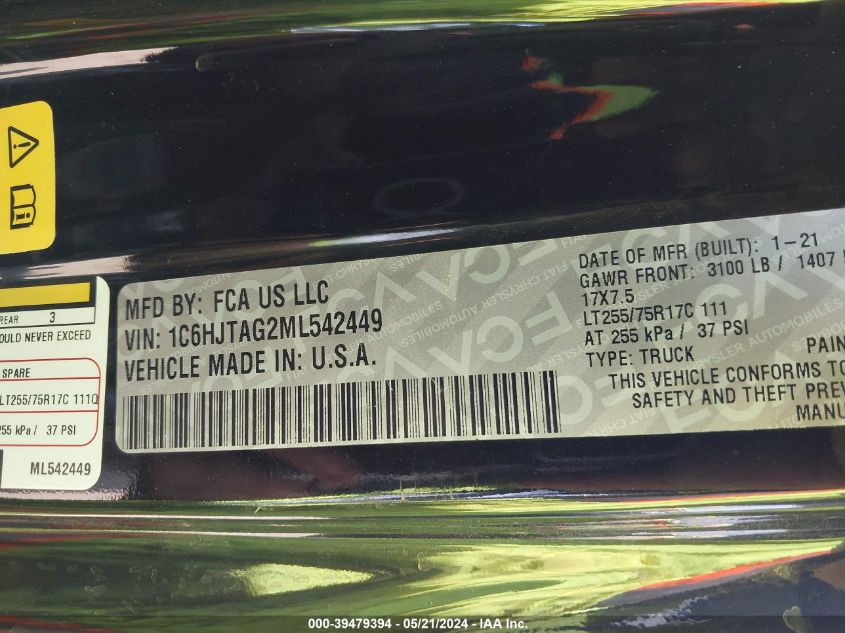 REAR 3
OULD NEVER EXCEED
SPARE
LT255/75R17C 111Q
255 kPa / 37 PSI
ML542449
MFD BY: FCA US LLC
VIN: 1C6HJTAG2ML542449
VEHICLE MADE IN: U.S.A.
DATE OF MFR (BUILT): 1-21
GAWR FRONT: 3100 LB / 1407
17X7.5
LT255/75R17C 111
AT 255 kPa / 37 PSI
TYPE: TRUCK
PAIN
THIS VEHICLE CONFORMS TO
SAFETY AND THEFT PREV
MANU
000-39479394 - 05/21/2024 - IAA Inc.